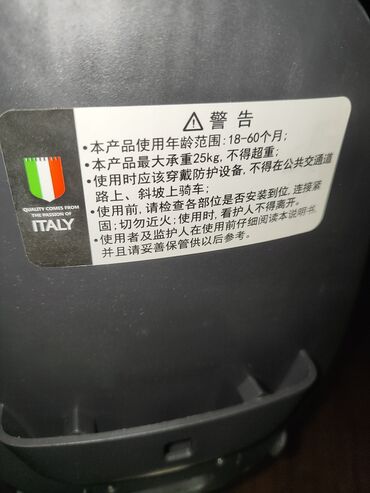 ⚠ 警告
•本产品使用年龄范围:18-60个月;
•本产品最大承重25kg,不得超重;
•使用时应该穿戴防护设备,不得在公共交通道
路上、斜坡上骑车;
•使用前,请检查各部位是否安装到位,连接紧
固;切勿近火;使用时,看护人不得离开。
•使用者及监护人在使用前仔细阅读本说明书,
并且请妥善保管供以后参考。
QUALITY COMES FROM
THE PASSION OF
ITALY